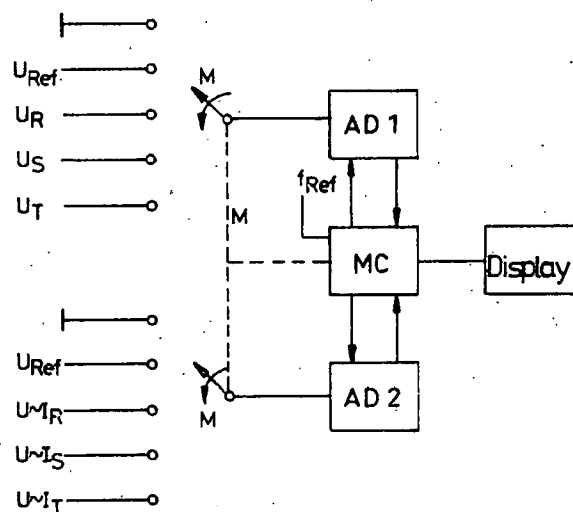 U_Ref
U_R
U_S
U_T
M
AD 1
M
f_Ref
MC
Display
U_Ref
U~I_R
U~I_S
U~I_T
M
AD 2